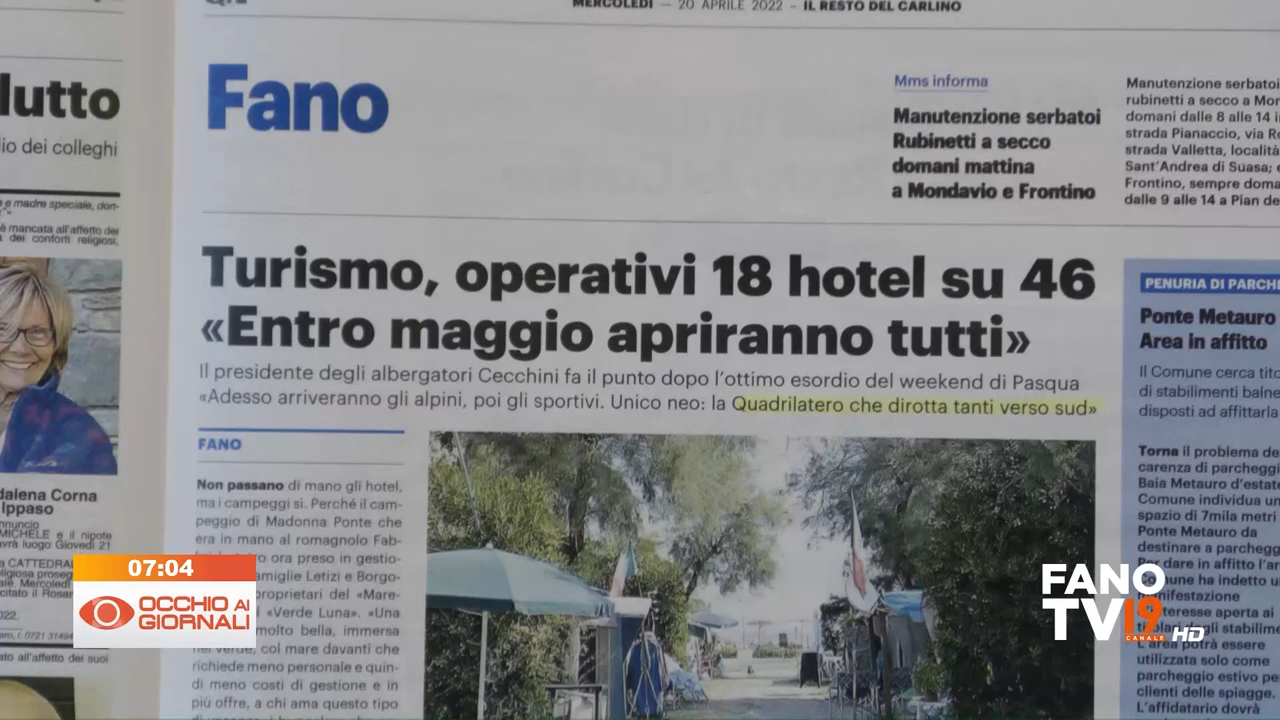 MERCOLEDÌ — 20 APRILE 2022 – IL RESTO DEL CARLINO
lutto
io dei colleghi
e madre speciale, don-
è mancata all'affetto dei
dei conforti religiosi,
dalena Corna
Ippaso
MICHELE e il nipote
avrà luogo Giovedì 21
CATTEDRA
Fano
Mms informa
Manutenzione serbatoi
Rubinetti a secco
domani mattina
a Mondavio e Frontino
Manutenzione serbatoi
rubinetti a secco a Mon
domani dalle 8 alle 14 i
strada Pianaccio, via Ro
strada Valletta, località
Sant'Andrea di Suasa; e
Frontino, sempre doma
dalle 9 alle 14 a Pian de
Turismo, operativi 18 hotel su 46
«Entro maggio apriranno tutti»
Il presidente degli albergatori Cecchini fa il punto dopo l'ottimo esordio del weekend di Pasqua
«Adesso arriveranno gli alpini, poi gli sportivi. Unico neo: la Quadrilatero che dirotta tanti verso sud»
FANO
Non passano di mano gli hotel,
ma i campeggi sì. Perché il cam-
peggio di Madonna Ponte che
era in mano al romagnolo Fab-
ora preso in gestio-
famiglie Letizi e Borgo-
proprietari del «Mare-
«Verde Luna». «Una
molto bella, immersa
nel verde, col mare davanti che
richiede meno personale e quin-
di meno costi di gestione e in
più offre, a chi ama questo tipo
PENURIA DI PARCHE
Ponte Metauro
Area in affitto
Il Comune cerca tito
di stabilimenti balne
disposti ad affittarla
Torna il problema de
carenza di parcheggi
Baia Metauro d'estate
Comune individua un
spazio di 7mila metri
Ponte Metauro da
destinare a parchegg
dare in affitto l'ar
ha indetto u
interesse aperta ai
stabilime
L'area potrà essere
utilizzata solo come
parcheggio estivo pe
clienti delle spiagge.
L'affidatario dovrà
07:04
OCCHIO AI
GIORNALI
FANO
TV19
CANALE
HD